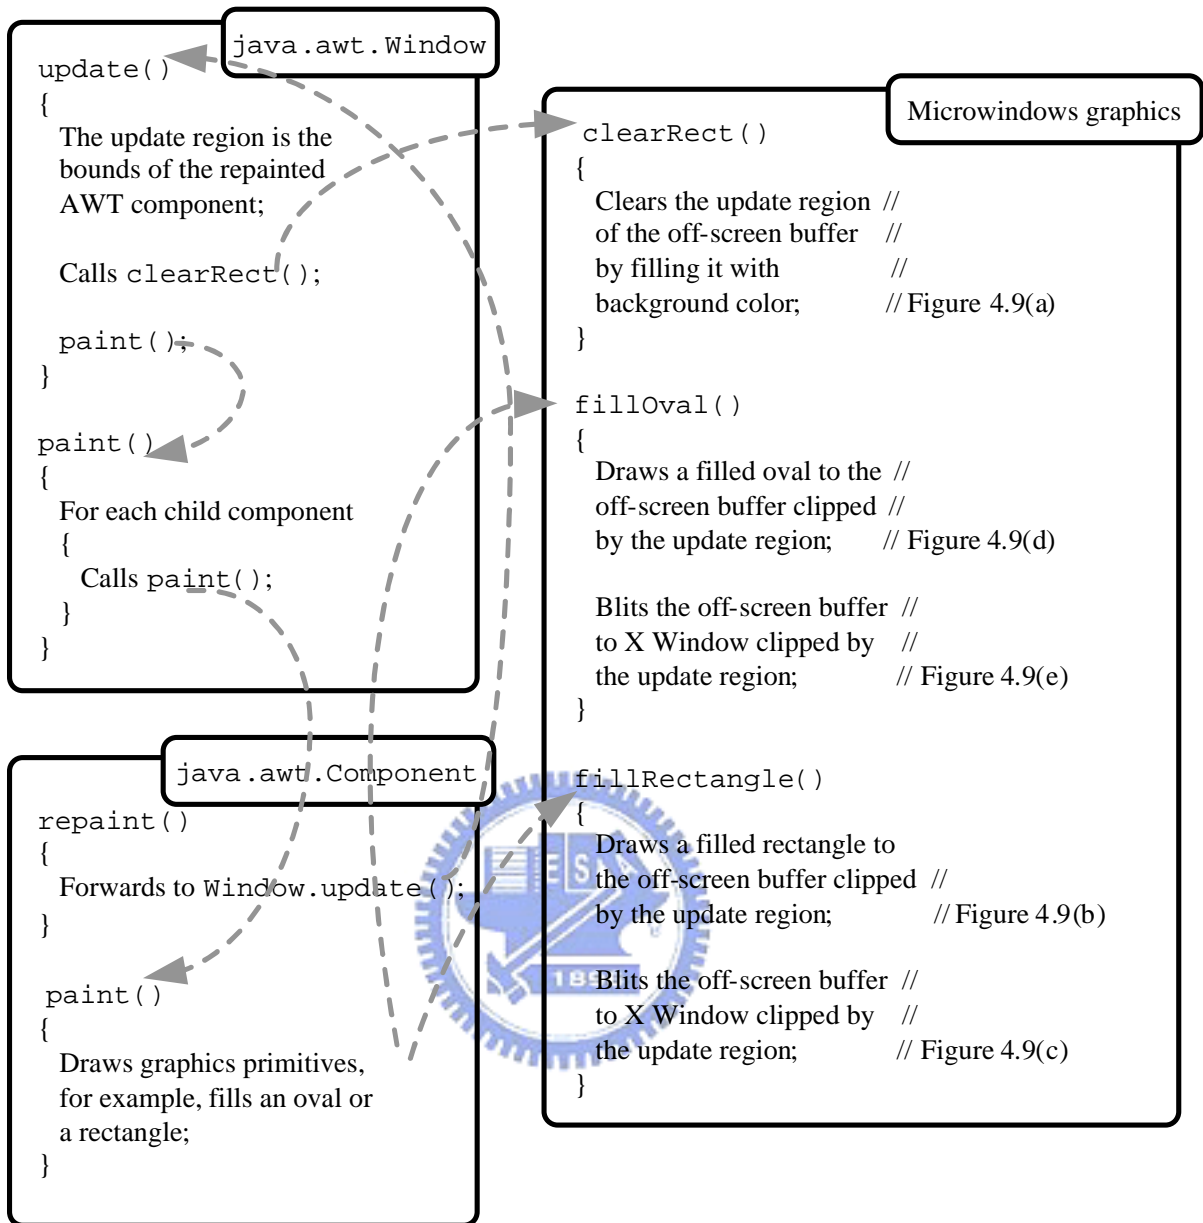 java.awt.Window
update()
{
The update region is the
bounds of the repainted
AWT component;
Calls clearRect();
paint();
}
paint()
{
For each child component
{
Calls paint();
}
}
java.awt.Component
repaint()
{
Forwards to Window.update();
}
paint()
{
Draws graphics primitives,
for example, fills an oval or
a rectangle;
}
Microwindows graphics
clearRect()
{
Clears the update region //
of the off-screen buffer //
by filling it with //
background color; // Figure 4.9(a)
}
fillOval()
{
Draws a filled oval to the //
off-screen buffer clipped //
by the update region; // Figure 4.9(d)
Blits the off-screen buffer //
to X Window clipped by //
the update region; // Figure 4.9(e)
}
fillRectangle()
{
Draws a filled rectangle to
the off-screen buffer clipped //
by the update region; // Figure 4.9(b)
Blits the off-screen buffer //
to X Window clipped by //
the update region; // Figure 4.9(c)
}